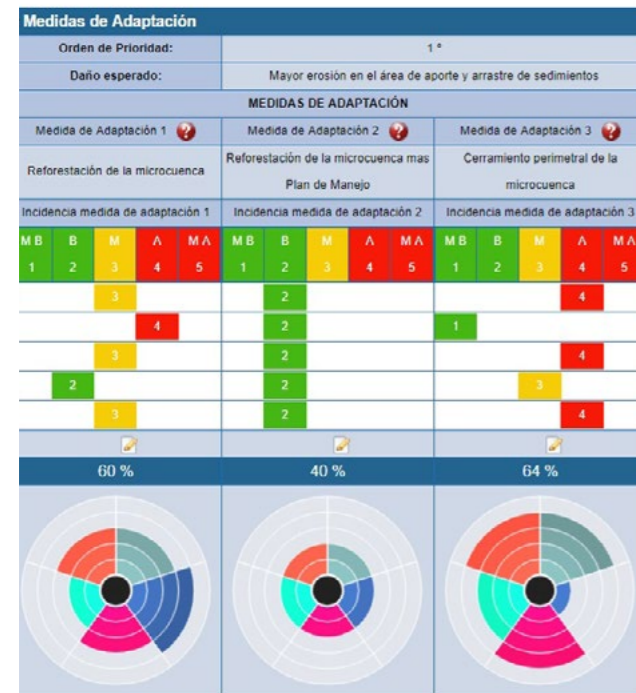 Medidas de Adaptación
Orden de Prioridad: 1 º
Daño esperado: Mayor erosión en el área de aporte y arrastre de sedimientos
MEDIDAS DE ADAPTACIÓN
Medida de Adaptación 1 ? Medida de Adaptación 2 ? Medida de Adaptación 3 ?
Reforestación de la microcuenca
Reforestación de la microcuenca mas
Plan de Manejo
Cerramiento perimetral de la
microcuenca
Incidencia medida de adaptación 1 Incidencia medida de adaptación 2 Incidencia medida de adaptación 3
M B B M A M A M B B M A M A M B B M A M A
1 2 3 4 5 1 2 3 4 5 1 2 3 4 5
3 2 4
4 2 1
3 2 4
2 2 3
3 2 4
60 % 40 % 64 %